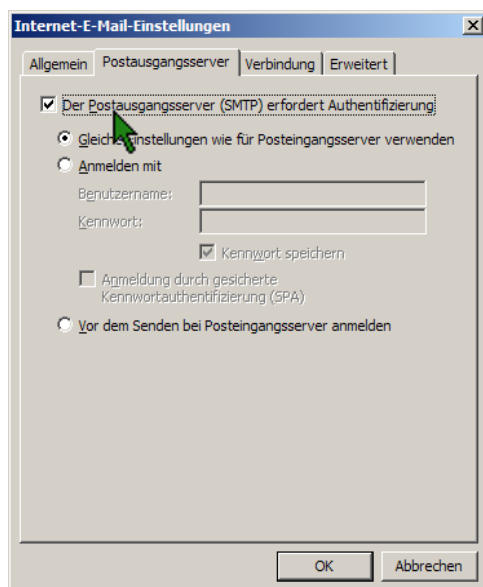 Internet-E-Mail-Einstellungen
Allgemein Postausgangsserver Verbindung Erweitert
Der Postausgangsserver (SMTP) erfordert Authentifizierung
Gleiche Einstellungen wie für Posteingangsserver verwenden
Anmelden mit
Benutzername:
Kennwort:
Kennwort speichern
Anmeldung durch gesicherte
Kennwortauthentifizierung (SPA)
Vor dem Senden bei Posteingangsserver anmelden
OK Abbrechen